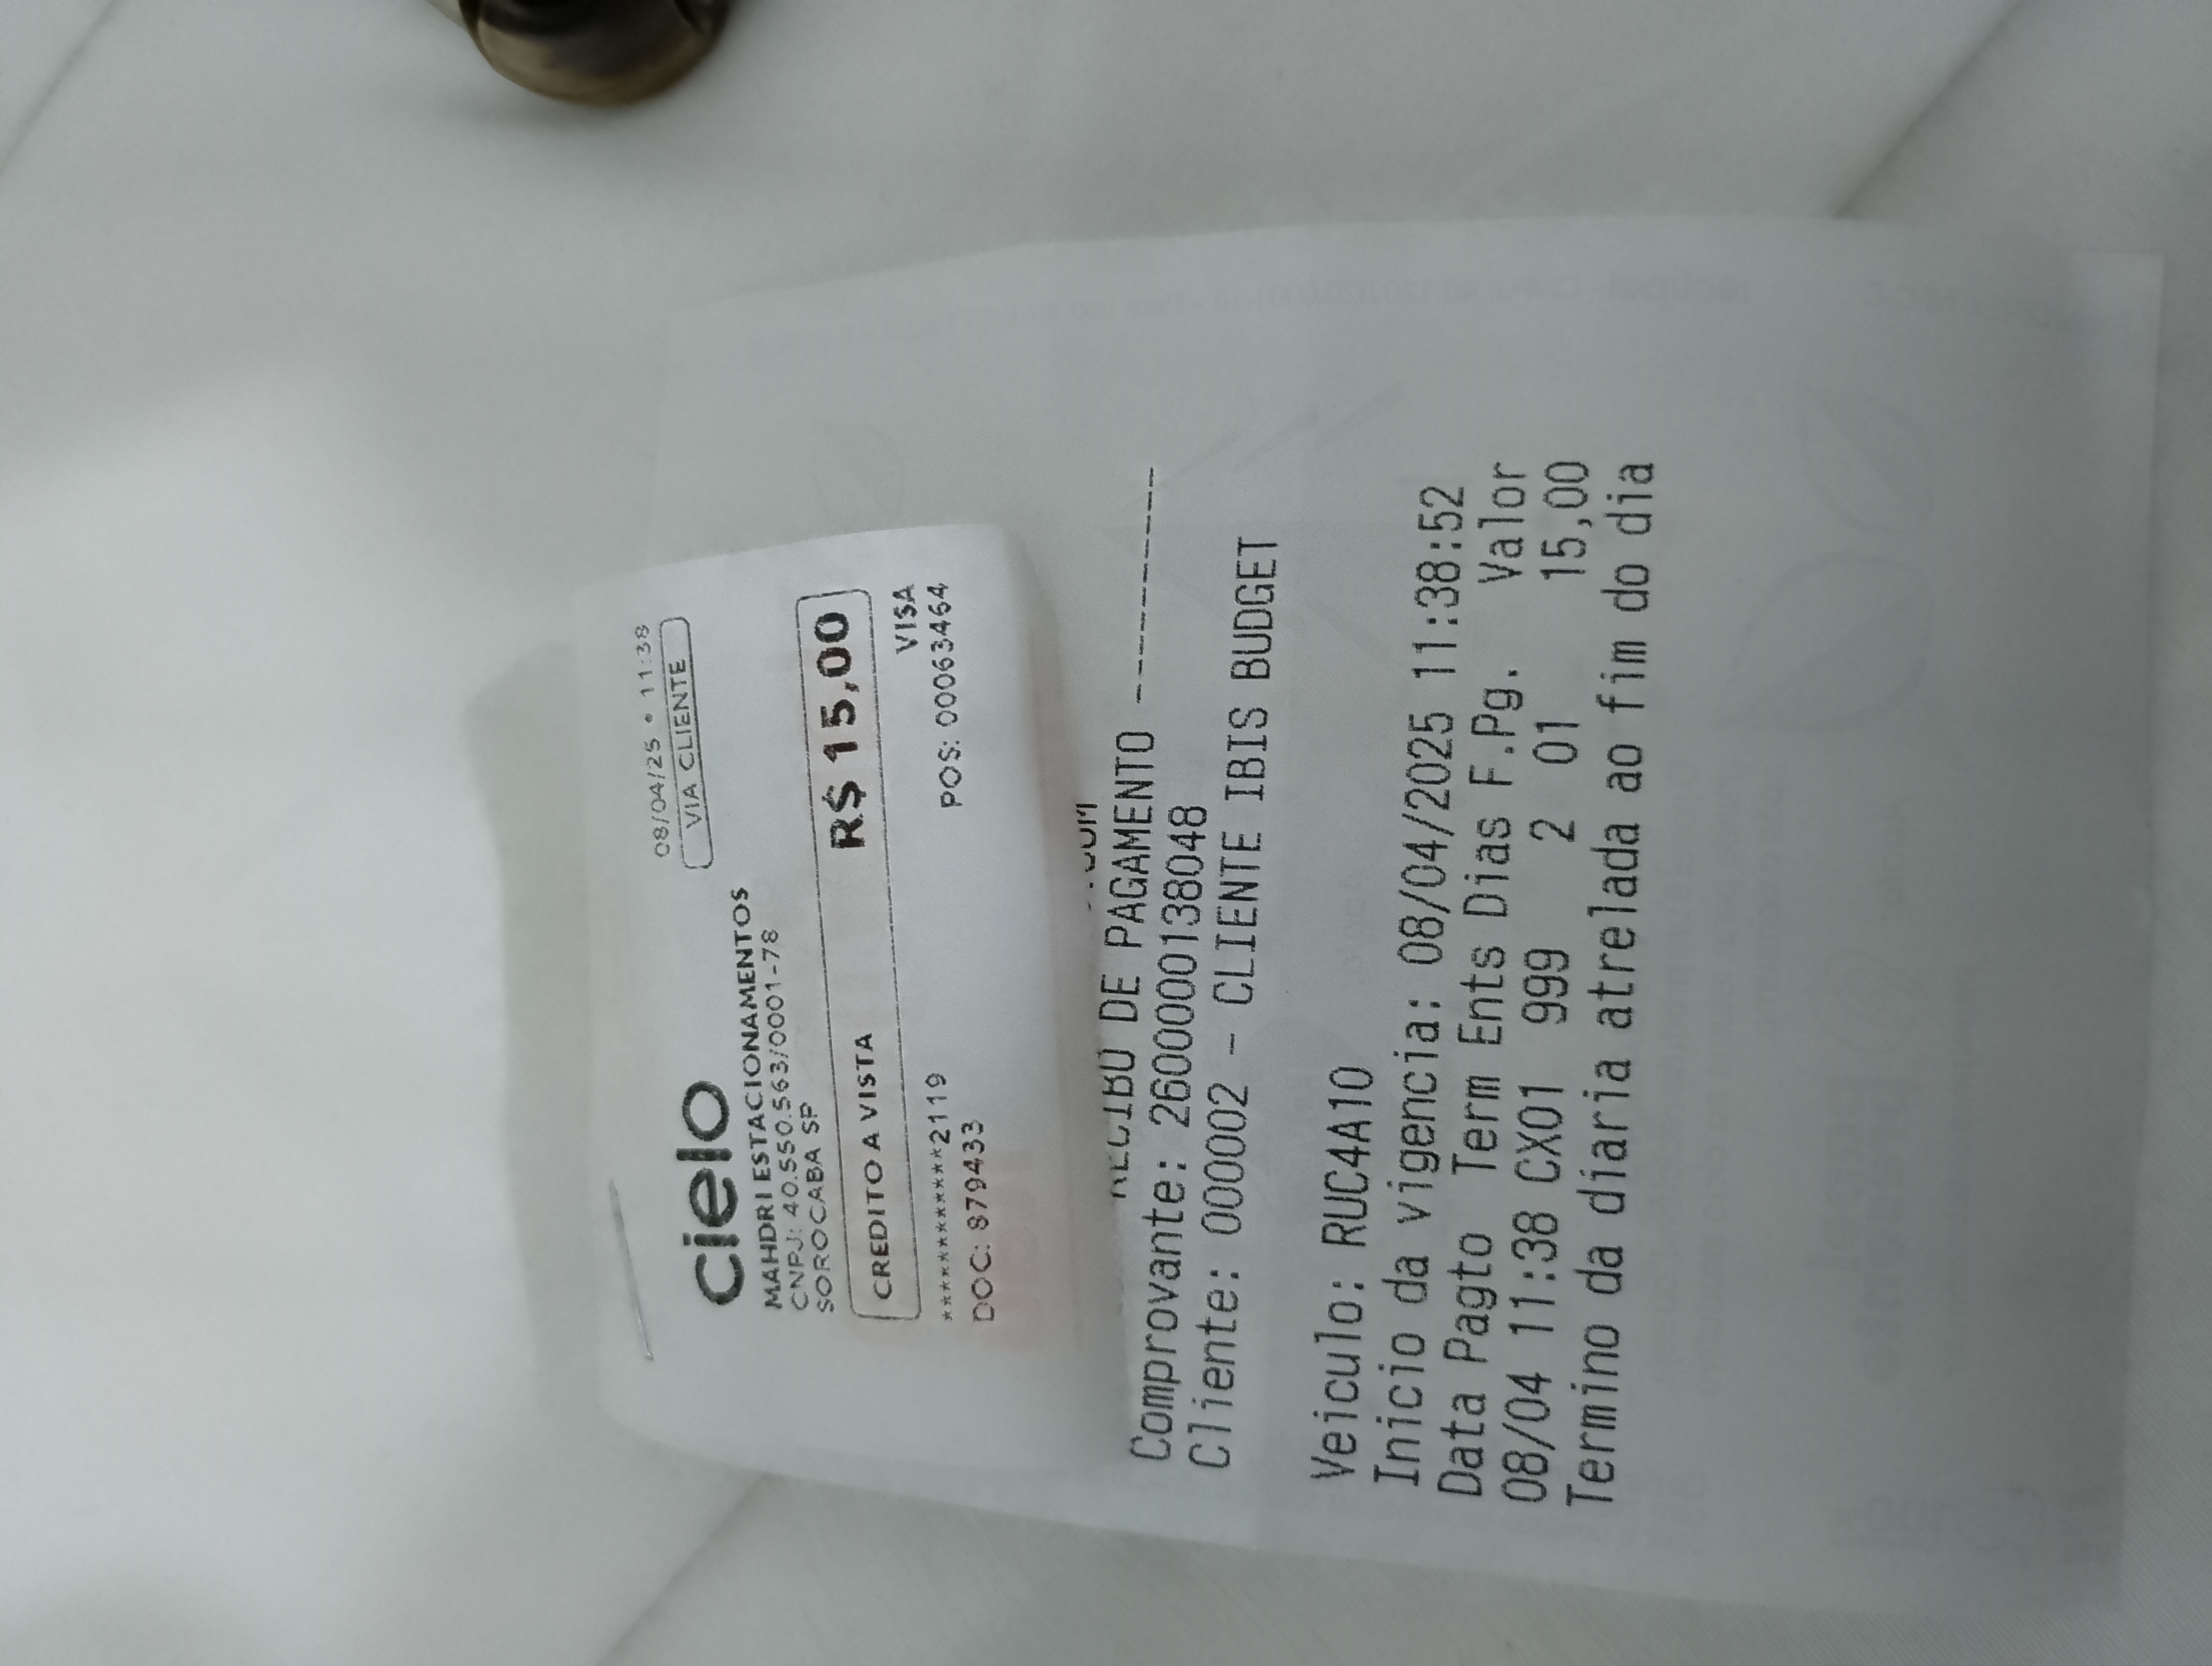 cielo
08/04/25 • 11:38
VIA CLIENTE
MAHDRI ESTACIONAMENTOS
CNPJ: 40.550.563/0001-78
SOROCABA SP
CREDITO A VISTA R$ 15,00
VISA
************2119
DOC: 879433 POS: 00063464
RECIBO DE PAGAMENTO ------------
Comprovante: 2600000138048
Cliente: 000002 - CLIENTE IBIS BUDGET
Veiculo: RUC4A10
Inicio da vigencia: 08/04/2025 11:38:52
Data Pagto Term Ents Dias F.Pg. Valor
08/04 11:38 CX01 999 2 01 15,00
Termino da diaria atrelada ao fim do dia